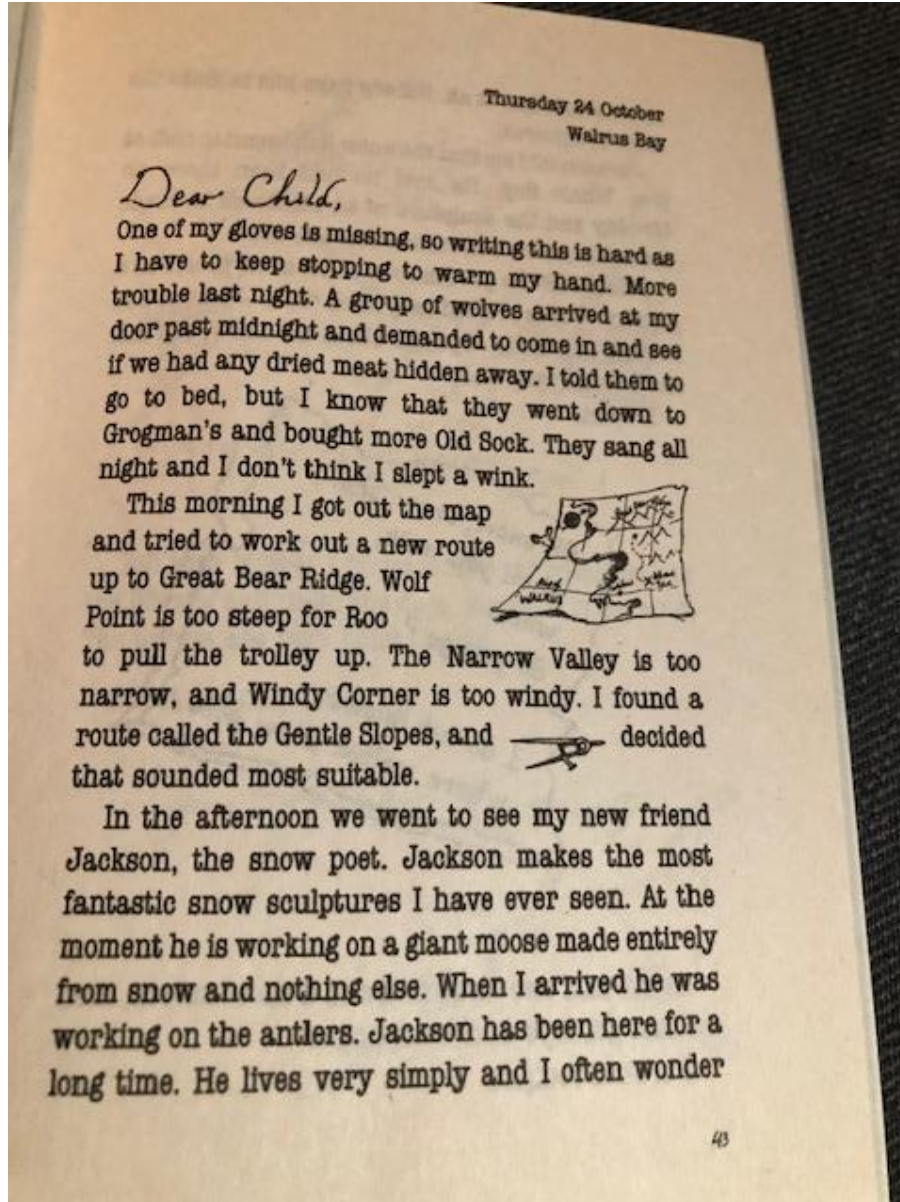 Thursday 24 October
Walrus Bay
Dear Child,
One of my gloves is missing, so writing this is hard as
I have to keep stopping to warm my hand. More
trouble last night. A group of wolves arrived at my
door past midnight and demanded to come in and see
if we had any dried meat hidden away. I told them to
go to bed, but I know that they went down to
Grogman's and bought more Old Sock. They sang all
night and I don't think I slept a wink.
This morning I got out the map
and tried to work out a new route
up to Great Bear Ridge. Wolf
Point is too steep for Roo
to pull the trolley up. The Narrow Valley is too
narrow, and Windy Corner is too windy. I found a
route called the Gentle Slopes, and decided
that sounded most suitable.
In the afternoon we went to see my new friend
Jackson, the snow poet. Jackson makes the most
fantastic snow sculptures I have ever seen. At the
moment he is working on a giant moose made entirely
from snow and nothing else. When I arrived he was
working on the antlers. Jackson has been here for a
long time. He lives very simply and I often wonder
43